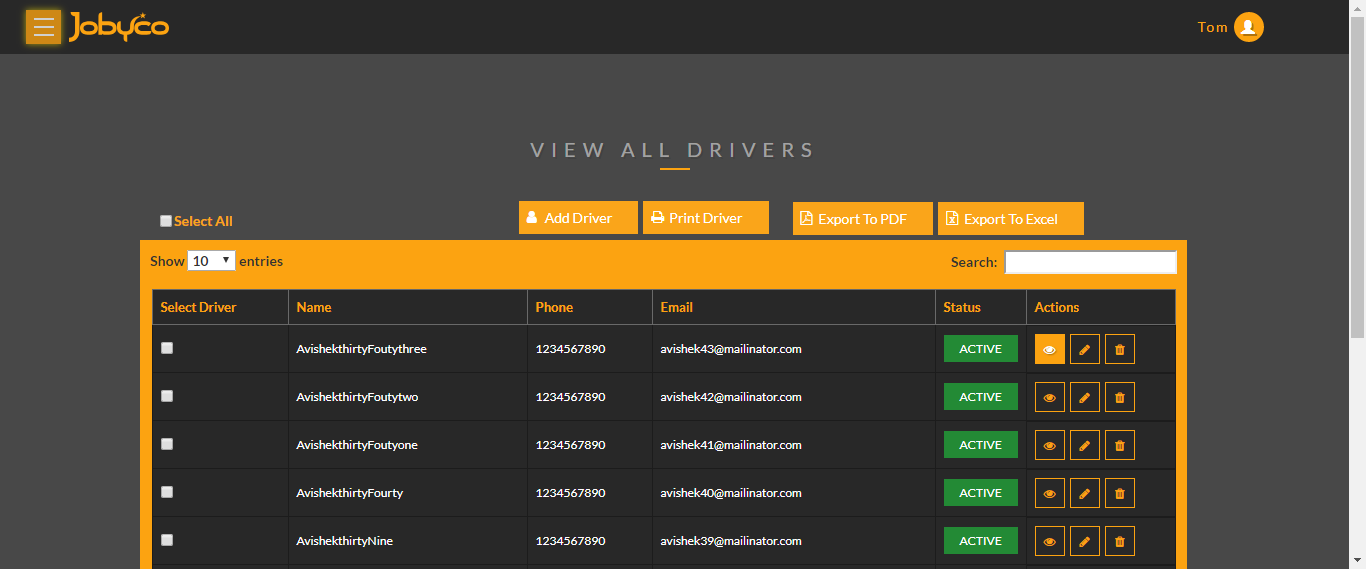 Jobyco
Tom
VIEW ALL DRIVERS
Select All
Add Driver
Print Driver
Export To PDF
Export To Excel
Show 10 entries
Search:
Select Driver Name Phone Email Status Actions
AvishekthirtyFoutythree 1234567890 avishek43@mailinator.com ACTIVE
AvishekthirtyFoutytwo 1234567890 avishek42@mailinator.com ACTIVE
AvishekthirtyFoutyone 1234567890 avishek41@mailinator.com ACTIVE
AvishekthirtyFourty 1234567890 avishek40@mailinator.com ACTIVE
AvishekthirtyNine 1234567890 avishek39@mailinator.com ACTIVE